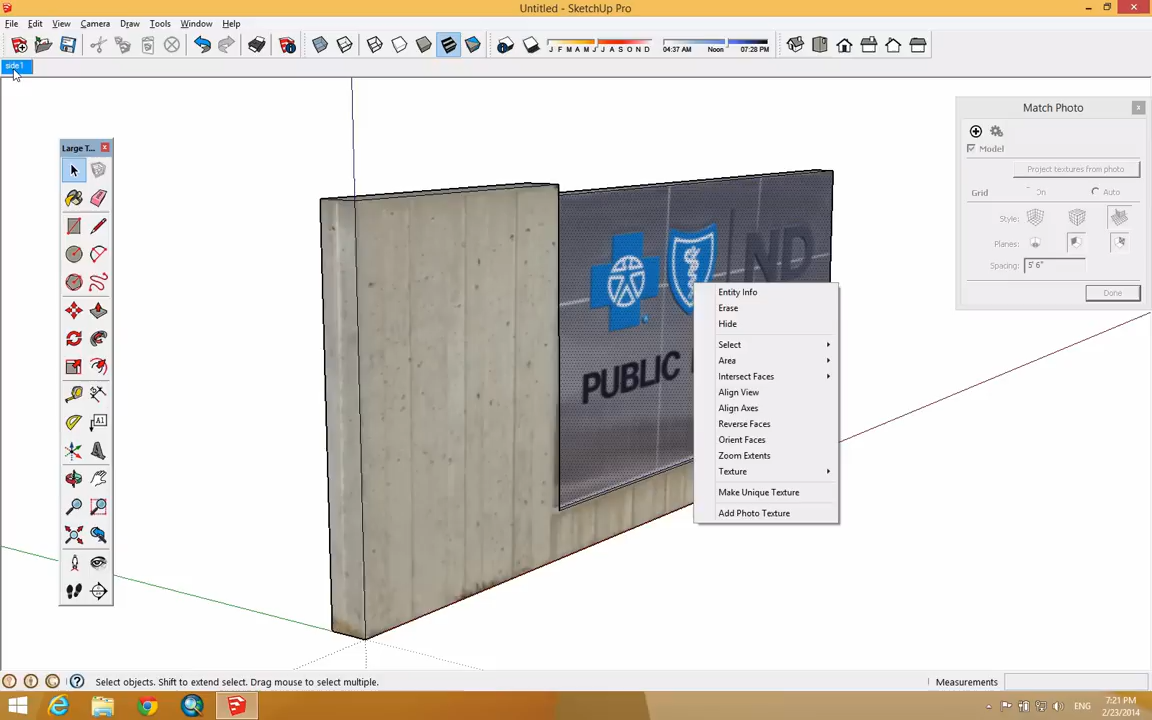 Untitled - SketchUp Pro
File Edit View Camera Draw Tools Window Help
J F M A M J J A S O N D 04:37 AM Noon 07:28 PM
side1
Match Photo
Model
Project textures from photo
Grid On Auto
Style:
Planes:
Spacing: 5' 6"
Done
Large T...
A1
ND
PUBLIC
Entity Info
Erase
Hide
Select
Area
Intersect Faces
Align View
Align Axes
Reverse Faces
Orient Faces
Zoom Extents
Texture
Make Unique Texture
Add Photo Texture
Select objects. Shift to extend select. Drag mouse to select multiple.
Measurements
ENG
7:21 PM
2/23/2014